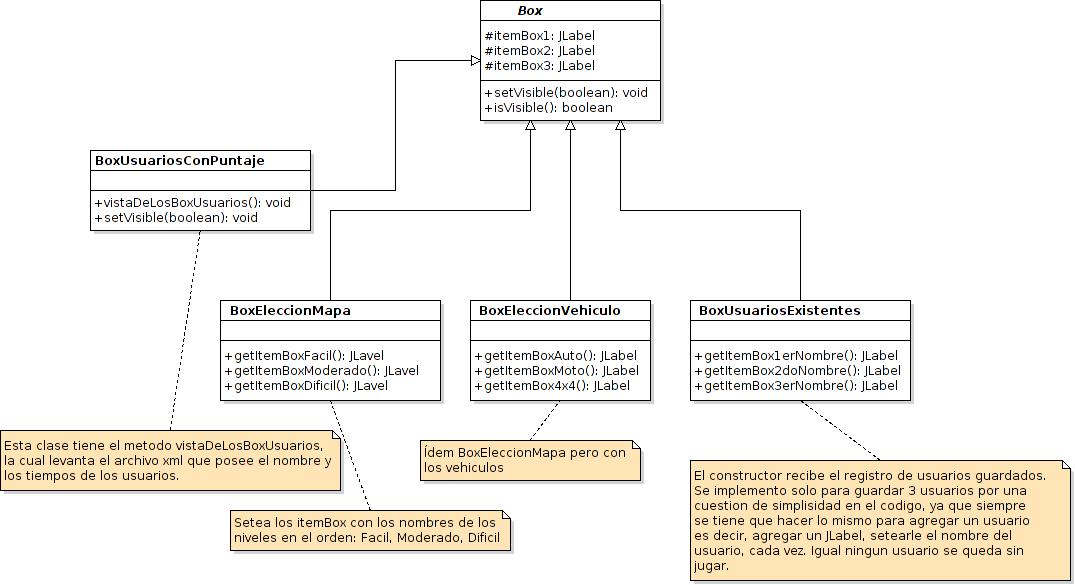 Box
#itemBox1: JLabel
#itemBox2: JLabel
#itemBox3: JLabel
+setVisible(boolean): void
+isVisible(): boolean
BoxUsuariosConPuntaje
+vistaDeLosBoxUsuarios(): void
+setVisible(boolean): void
BoxEleccionMapa
+getItemBoxFacil(): JLavel
+getItemBoxModerado(): JLavel
+getItemBoxDificil(): JLavel
BoxEleccionVehiculo
+getItemBoxAuto(): JLabel
+getItemBoxMoto(): JLabel
+getItemBox4x4(): JLabel
BoxUsuariosExistentes
+getItemBox1erNombre(): JLabel
+getItemBox2doNombre(): JLabel
+getItemBox3erNombre(): JLabel
Esta clase tiene el metodo vistaDeLosBoxUsuarios,
la cual levanta el archivo xml que posee el nombre y
los tiempos de los usuarios.
Ídem BoxEleccionMapa pero con
los vehiculos
Setea los itemBox con los nombres de los
niveles en el orden: Facil, Moderado, Dificil
El constructor recibe el registro de usuarios guardados.
Se implemento solo para guardar 3 usuarios por una
cuestion de simplisidad en el codigo, ya que siempre
se tiene que hacer lo mismo para agregar un usuario
es decir, agregar un JLabel, setearle el nombre del
usuario, cada vez. Igual ningun usuario se queda sin
jugar.